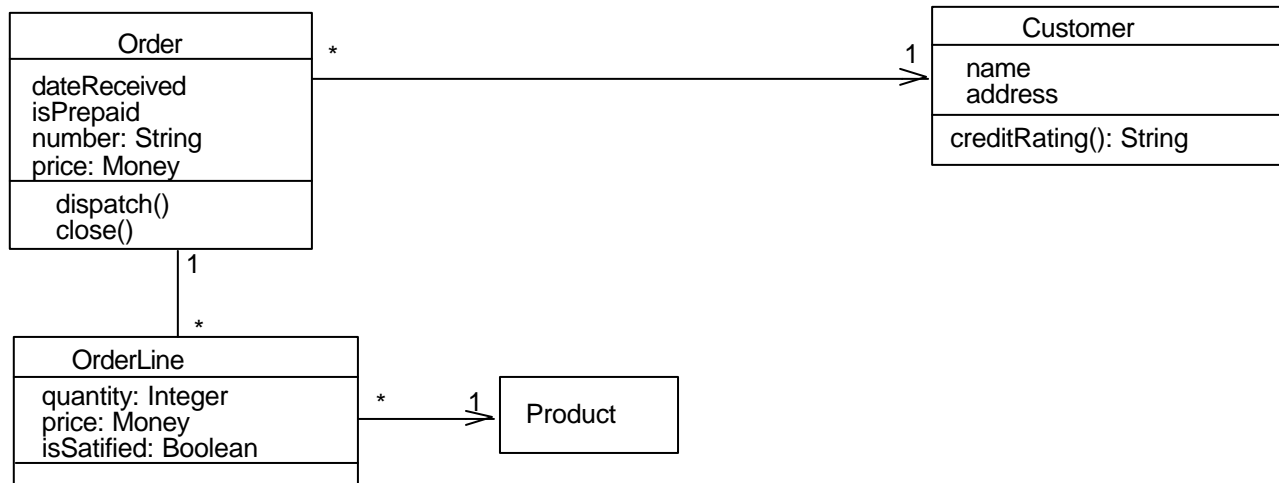 Order
dateReceived
isPrepaid
number: String
price: Money
dispatch()
close()
*
1
Customer
name
address
creditRating(): String
1
*
OrderLine
quantity: Integer
price: Money
isSatified: Boolean
*
1
Product